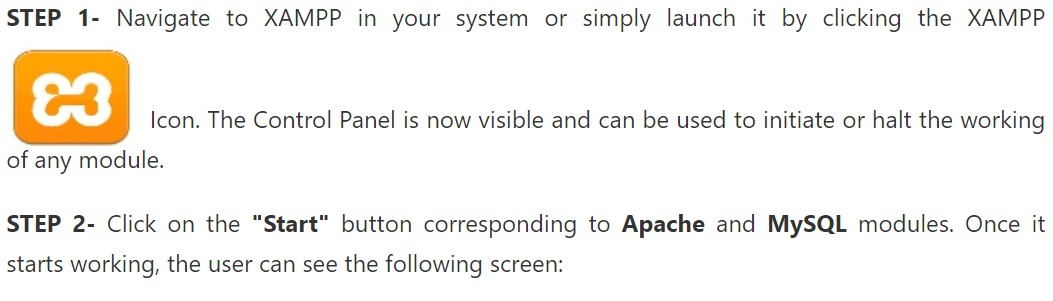 STEP 1- Navigate to XAMPP in your system or simply launch it by clicking the XAMPP
Icon. The Control Panel is now visible and can be used to initiate or halt the working
of any module.
STEP 2- Click on the "Start" button corresponding to Apache and MySQL modules. Once it
starts working, the user can see the following screen: